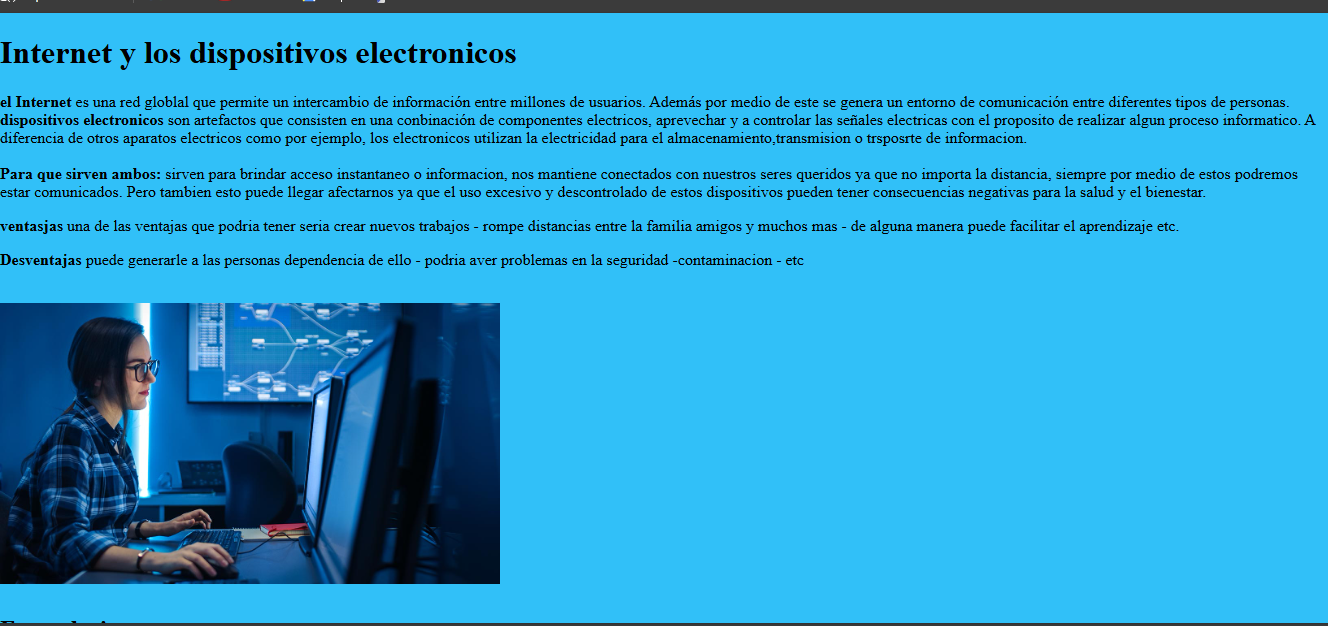 Internet y los dispositivos electronicos
el Internet es una red globlal que permite un intercambio de información entre millones de usuarios. Además por medio de este se genera un entorno de comunicación entre diferentes tipos de personas.
dispositivos electronicos son artefactos que consisten en una conbinación de componentes electricos, aprevechar y a controlar las señales electricas con el proposito de realizar algun proceso informatico. A
diferencia de otros aparatos electricos como por ejemplo, los electronicos utilizan la electricidad para el almacenamiento,transmision o trsposrte de informacion.
Para que sirven ambos: sirven para brindar acceso instantaneo o informacion, nos mantiene conectados con nuestros seres queridos ya que no importa la distancia, siempre por medio de estos podremos
estar comunicados. Pero tambien esto puede llegar afectarnos ya que el uso excesivo y descontrolado de estos dispositivos pueden tener consecuencias negativas para la salud y el bienestar.
ventasjas una de las ventajas que podria tener seria crear nuevos trabajos - rompe distancias entre la familia amigos y muchos mas - de alguna manera puede facilitar el aprendizaje etc.
Desventajas puede generarle a las personas dependencia de ello - podria aver problemas en la seguridad -contaminacion - etc